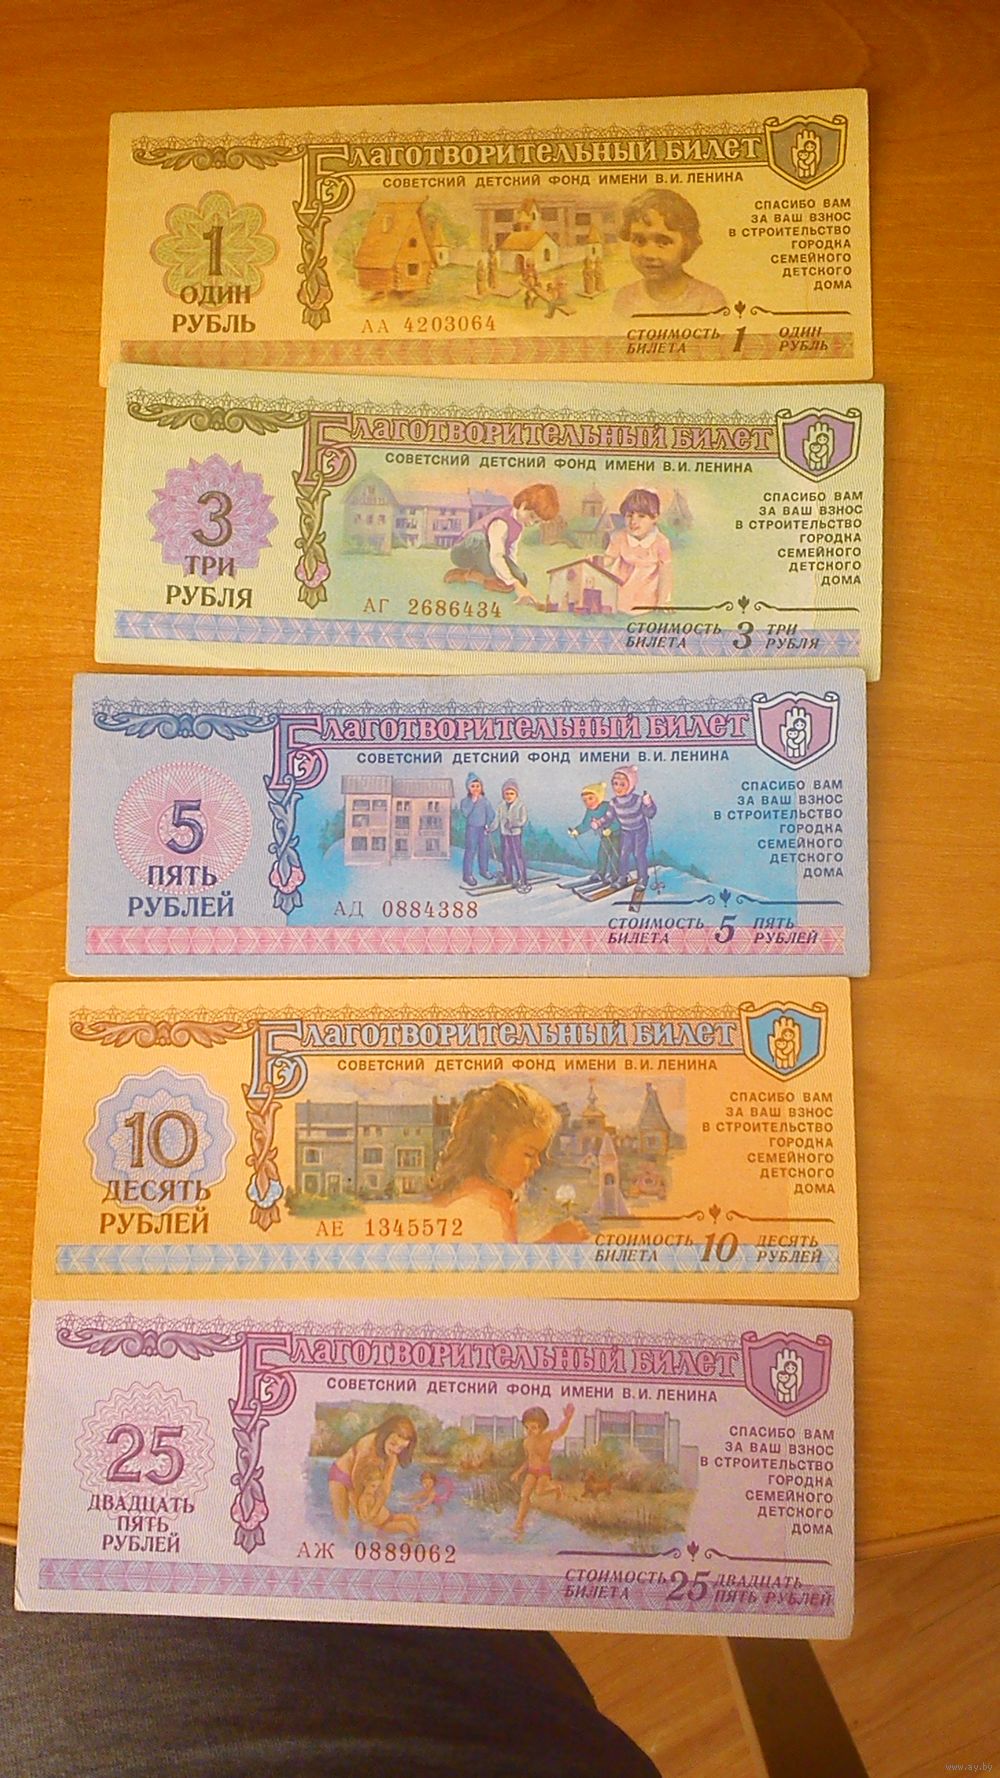 Благотворительный билет
СОВЕТСКИЙ ДЕТСКИЙ ФОНД ИМЕНИ В.И. ЛЕНИНА
1
ОДИН
РУБЛЬ
СПАСИБО ВАМ
ЗА ВАШ ВЗНОС
В СТРОИТЕЛЬСТВО
ГОРОДКА
СЕМЕЙНОГО
ДЕТСКОГО
ДОМА
АА 4203064
СТОИМОСТЬ БИЛЕТА 1 ОДИН РУБЛЬ
Благотворительный билет
СОВЕТСКИЙ ДЕТСКИЙ ФОНД ИМЕНИ В.И. ЛЕНИНА
3
ТРИ
РУБЛЯ
СПАСИБО ВАМ
ЗА ВАШ ВЗНОС
В СТРОИТЕЛЬСТВО
ГОРОДКА
СЕМЕЙНОГО
ДЕТСКОГО
ДОМА
АГ 2686434
СТОИМОСТЬ БИЛЕТА 3 ТРИ РУБЛЯ
Благотворительный билет
СОВЕТСКИЙ ДЕТСКИЙ ФОНД ИМЕНИ В.И. ЛЕНИНА
5
ПЯТЬ
РУБЛЕЙ
СПАСИБО ВАМ
ЗА ВАШ ВЗНОС
В СТРОИТЕЛЬСТВО
ГОРОДКА
СЕМЕЙНОГО
ДЕТСКОГО
ДОМА
АД 0884388
СТОИМОСТЬ БИЛЕТА 5 ПЯТЬ РУБЛЕЙ
Благотворительный билет
СОВЕТСКИЙ ДЕТСКИЙ ФОНД ИМЕНИ В.И. ЛЕНИНА
10
ДЕСЯТЬ
РУБЛЕЙ
СПАСИБО ВАМ
ЗА ВАШ ВЗНОС
В СТРОИТЕЛЬСТВО
ГОРОДКА
СЕМЕЙНОГО
ДЕТСКОГО
ДОМА
АЕ 1345572
СТОИМОСТЬ БИЛЕТА 10 ДЕСЯТЬ РУБЛЕЙ
Благотворительный билет
СОВЕТСКИЙ ДЕТСКИЙ ФОНД ИМЕНИ В.И. ЛЕНИНА
25
ДВАДЦАТЬ
ПЯТЬ
РУБЛЕЙ
СПАСИБО ВАМ
ЗА ВАШ ВЗНОС
В СТРОИТЕЛЬСТВО
ГОРОДКА
СЕМЕЙНОГО
ДЕТСКОГО
ДОМА
АЖ 0889062
СТОИМОСТЬ БИЛЕТА 25 ДВАДЦАТЬ ПЯТЬ РУБЛЕЙ
www.ay.by